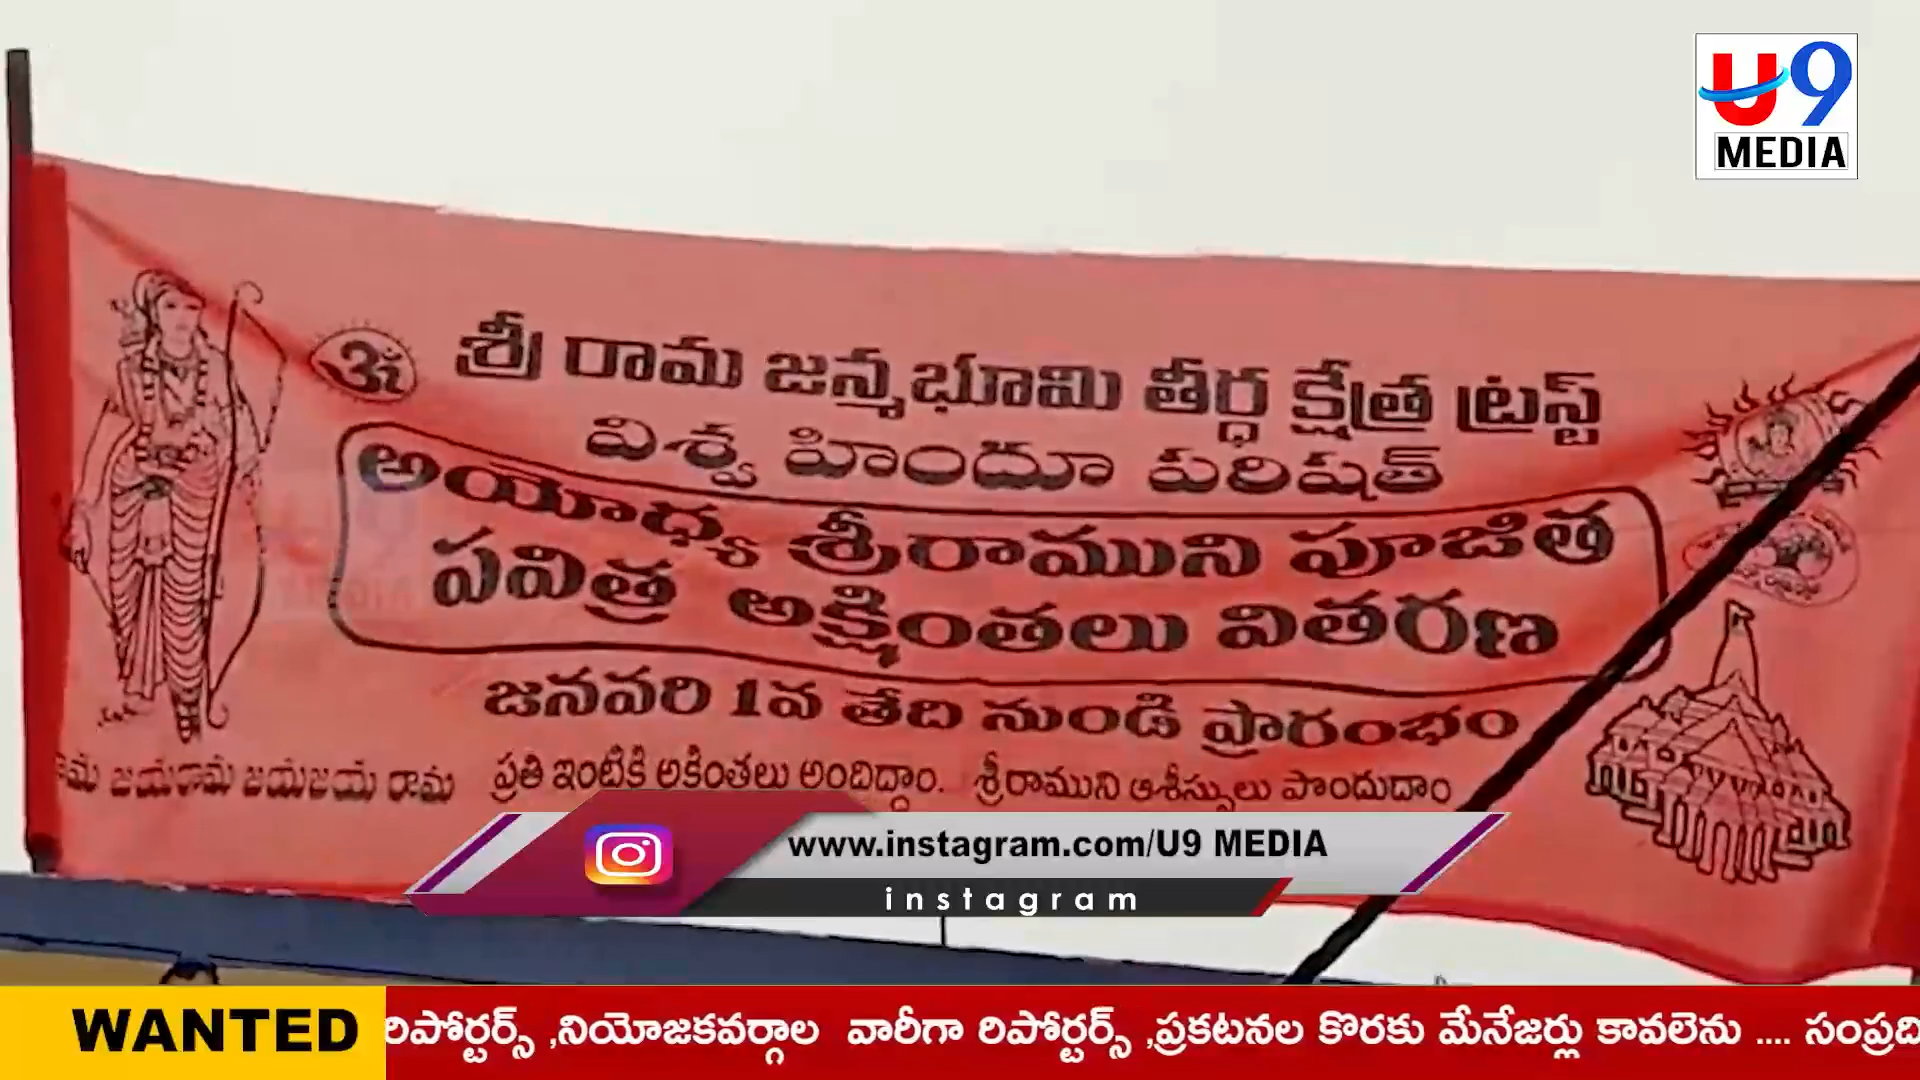 U9
MEDIA
ॐ
శ్రీ రామ జన్మభూమి తీర్ధ క్షేత్ర ట్రస్ట్
విశ్వ హిందూ పరిషత్
అయోధ్య శ్రీరాముని పూజిత
పవిత్ర అక్షింతలు వితరణ
జనవరి 1వ తేది నుండి ప్రారంభం
రామ జయరామ జయజయ రామ
ప్రతి ఇంటికి అకింతలు అందిద్దాం. శ్రీరాముని ఆశీస్సులు పొందుదాం
www.instagram.com/U9 MEDIA
instagram
WANTED
రిపోర్టర్స్ ,నియోజకవర్గాల వారీగా రిపోర్టర్స్ ,ప్రకటనల కొరకు మేనేజర్లు కావలెను .... సంప్రది